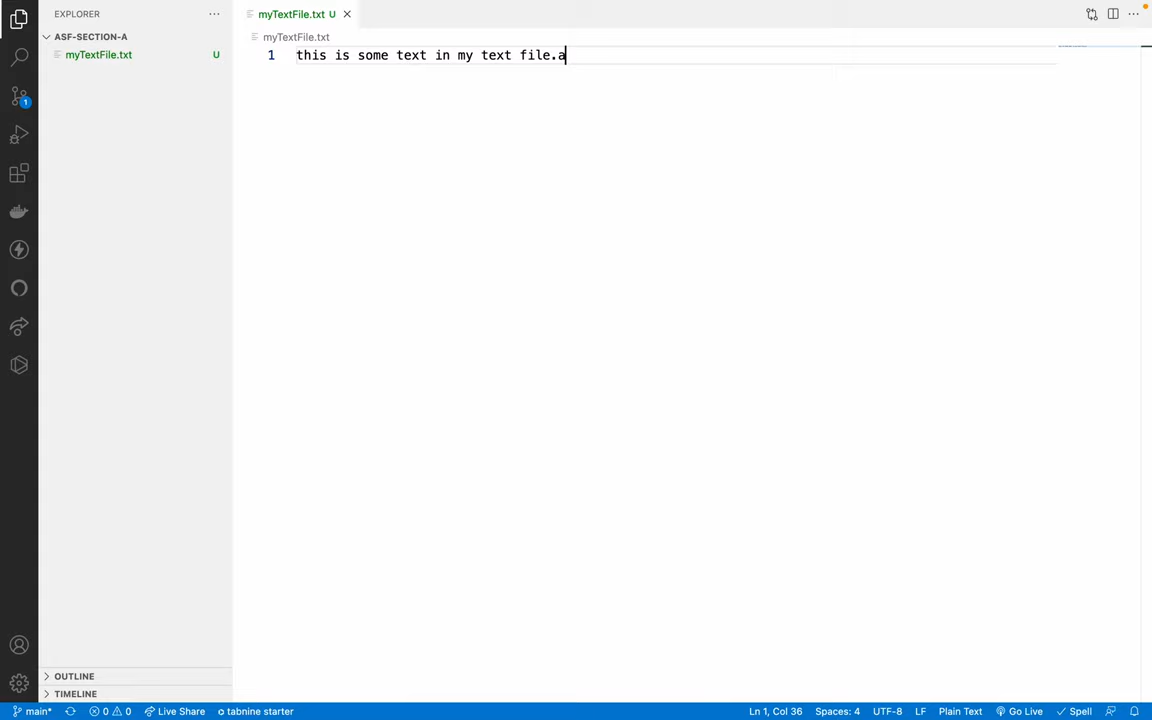 EXPLORER ··· myTextFile.txt U
ASF-SECTION-A
myTextFile.txt U
myTextFile.txt
1 this is some text in my text file.a
1
OUTLINE
TIMELINE
main* 0 0 Live Share tabnine starter Ln 1, Col 36 Spaces: 4 UTF-8 LF Plain Text Go Live Spell